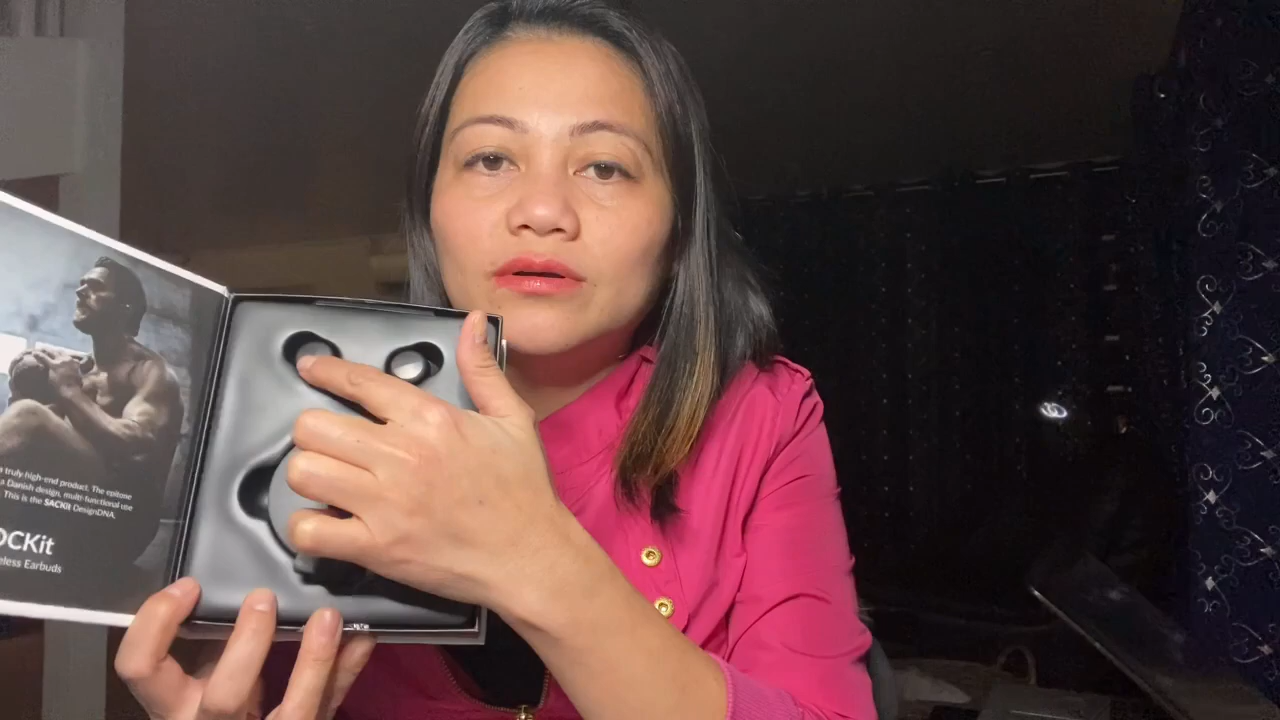 a truly high-end product. The epitome
a Danish design, multi-functional use
This is the SACKit DesignDNA.
OCKit
eless Earbuds